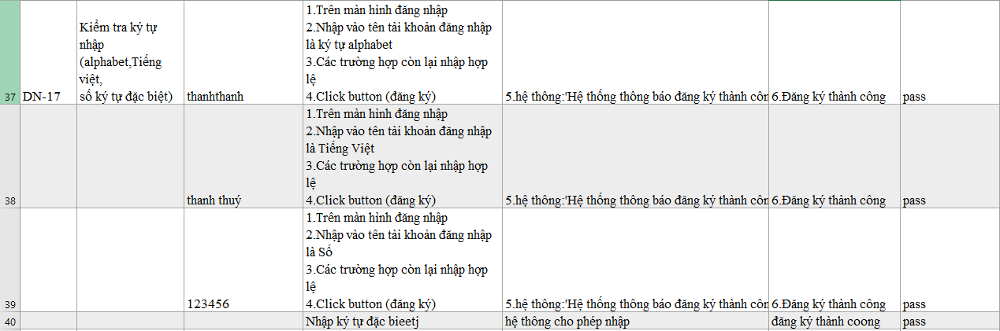 1.Trên màn hình đăng nhập
Kiểm tra ký tự
2.Nhập vào tên tài khoản đăng nhập
nhập
là ký tự alphabet
(alphabet,Tiếng
3.Các trường hợp còn lại nhập hợp
việt,
lệ
37 DN-17 số ký tự đặc biệt) thanhthanh 4.Click button (đăng ký) 5.hệ thông:'Hệ thống thông báo đăng ký thành côn 6.Đăng ký thành công pass
1.Trên màn hình đăng nhập
2.Nhập vào tên tài khoản đăng nhập
là Tiếng Việt
3.Các trường hợp còn lại nhập hợp
lệ
38 thanh thuý 4.Click button (đăng ký) 5.hệ thông:'Hệ thống thông báo đăng ký thành côn 6.Đăng ký thành công pass
1.Trên màn hình đăng nhập
2.Nhập vào tên tài khoản đăng nhập
là Số
3.Các trường hợp còn lại nhập hợp
lệ
39 123456 4.Click button (đăng ký) 5.hệ thông:'Hệ thống thông báo đăng ký thành côn 6.Đăng ký thành công pass
40 Nhập ký tự đặc bieetj hệ thông cho phép nhập đăng ký thành coong pass